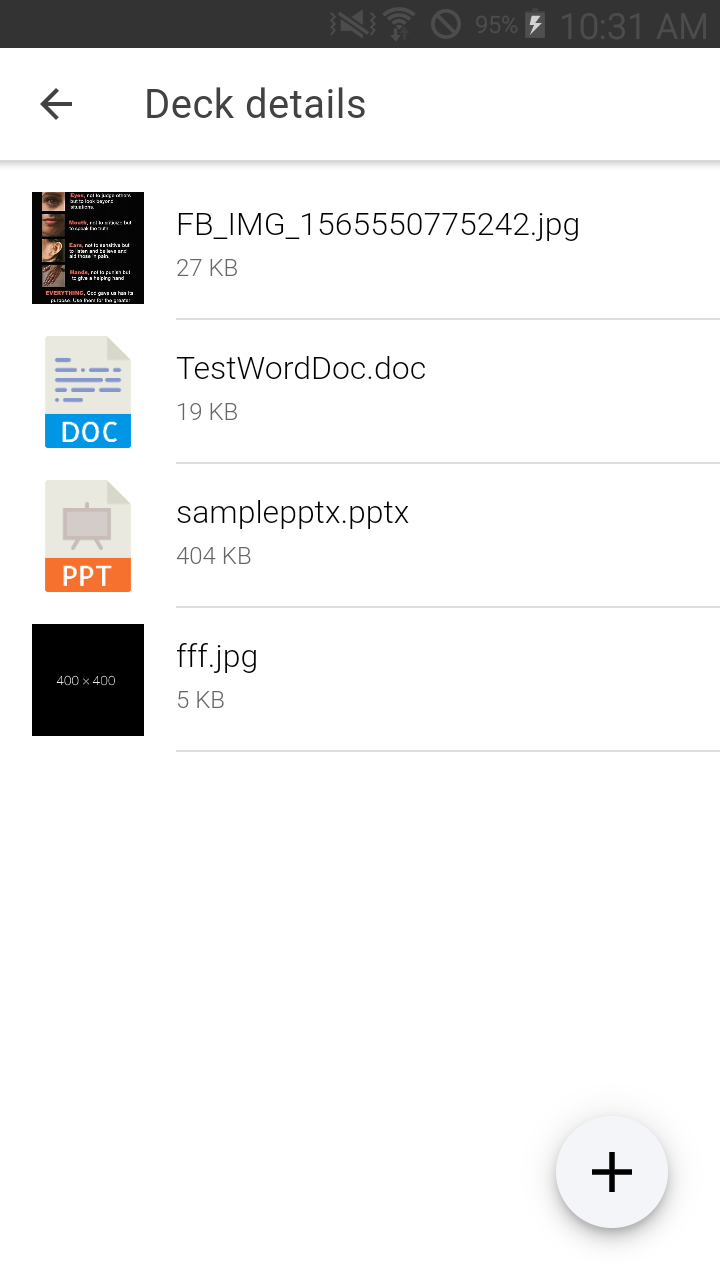 95% 10:31 AM
Deck details
Eyes, not to judge others
but to look beyond
situations.
Mouth, not to criticize but
to speak the truth.
Ears, not to sensitive but
to listen and believe and
aid those in pain.
Hands, not to punish but
to give a helping hand
EVERYTHING, God gave us has its
purpose. Use them for the greater
FB_IMG_1565550775242.jpg
27 KB
DOC
TestWordDoc.doc
19 KB
PPT
samplepptx.pptx
404 KB
400 × 400
fff.jpg
5 KB